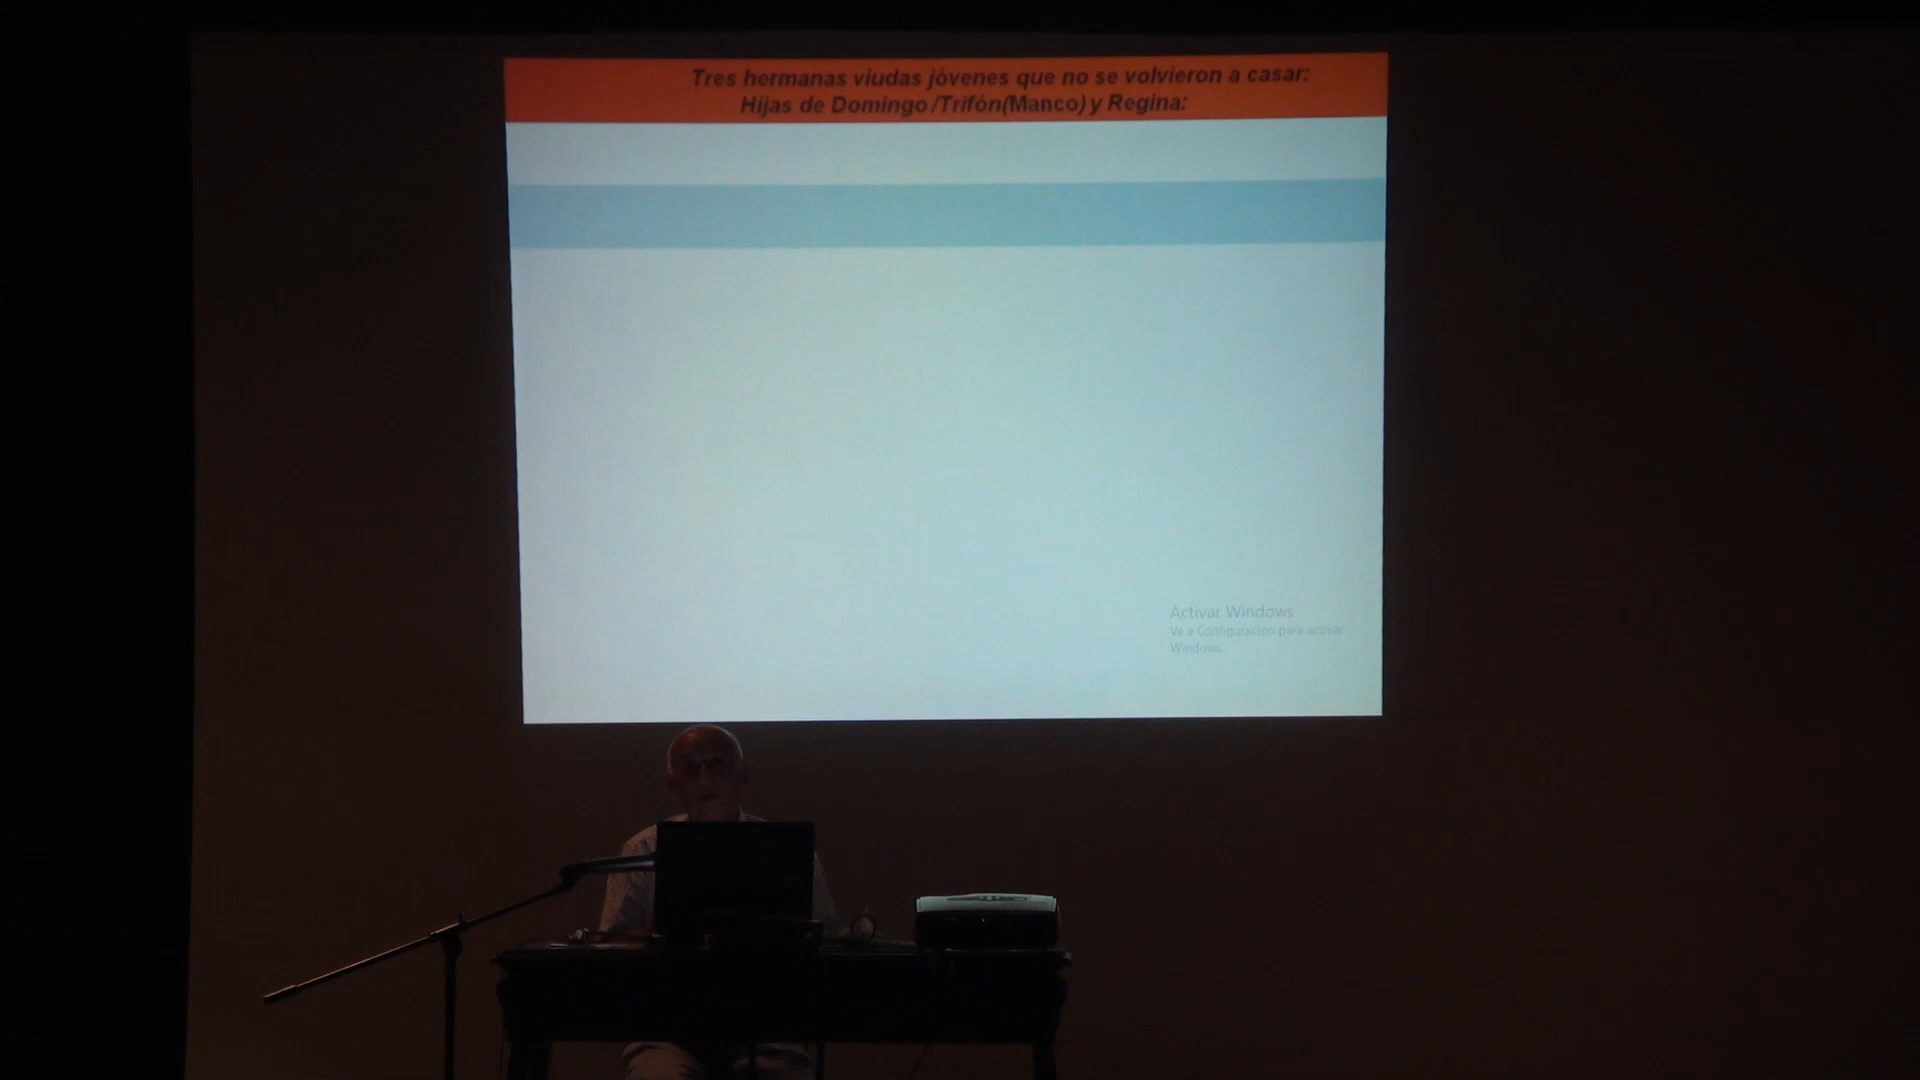 Tres hermanas viudas jóvenes que no se volvieron a casar:
Hijas de Domingo /Trifón(Manco) y Regina:
Activar Windows
Ve a Configuración para activar
Windows.